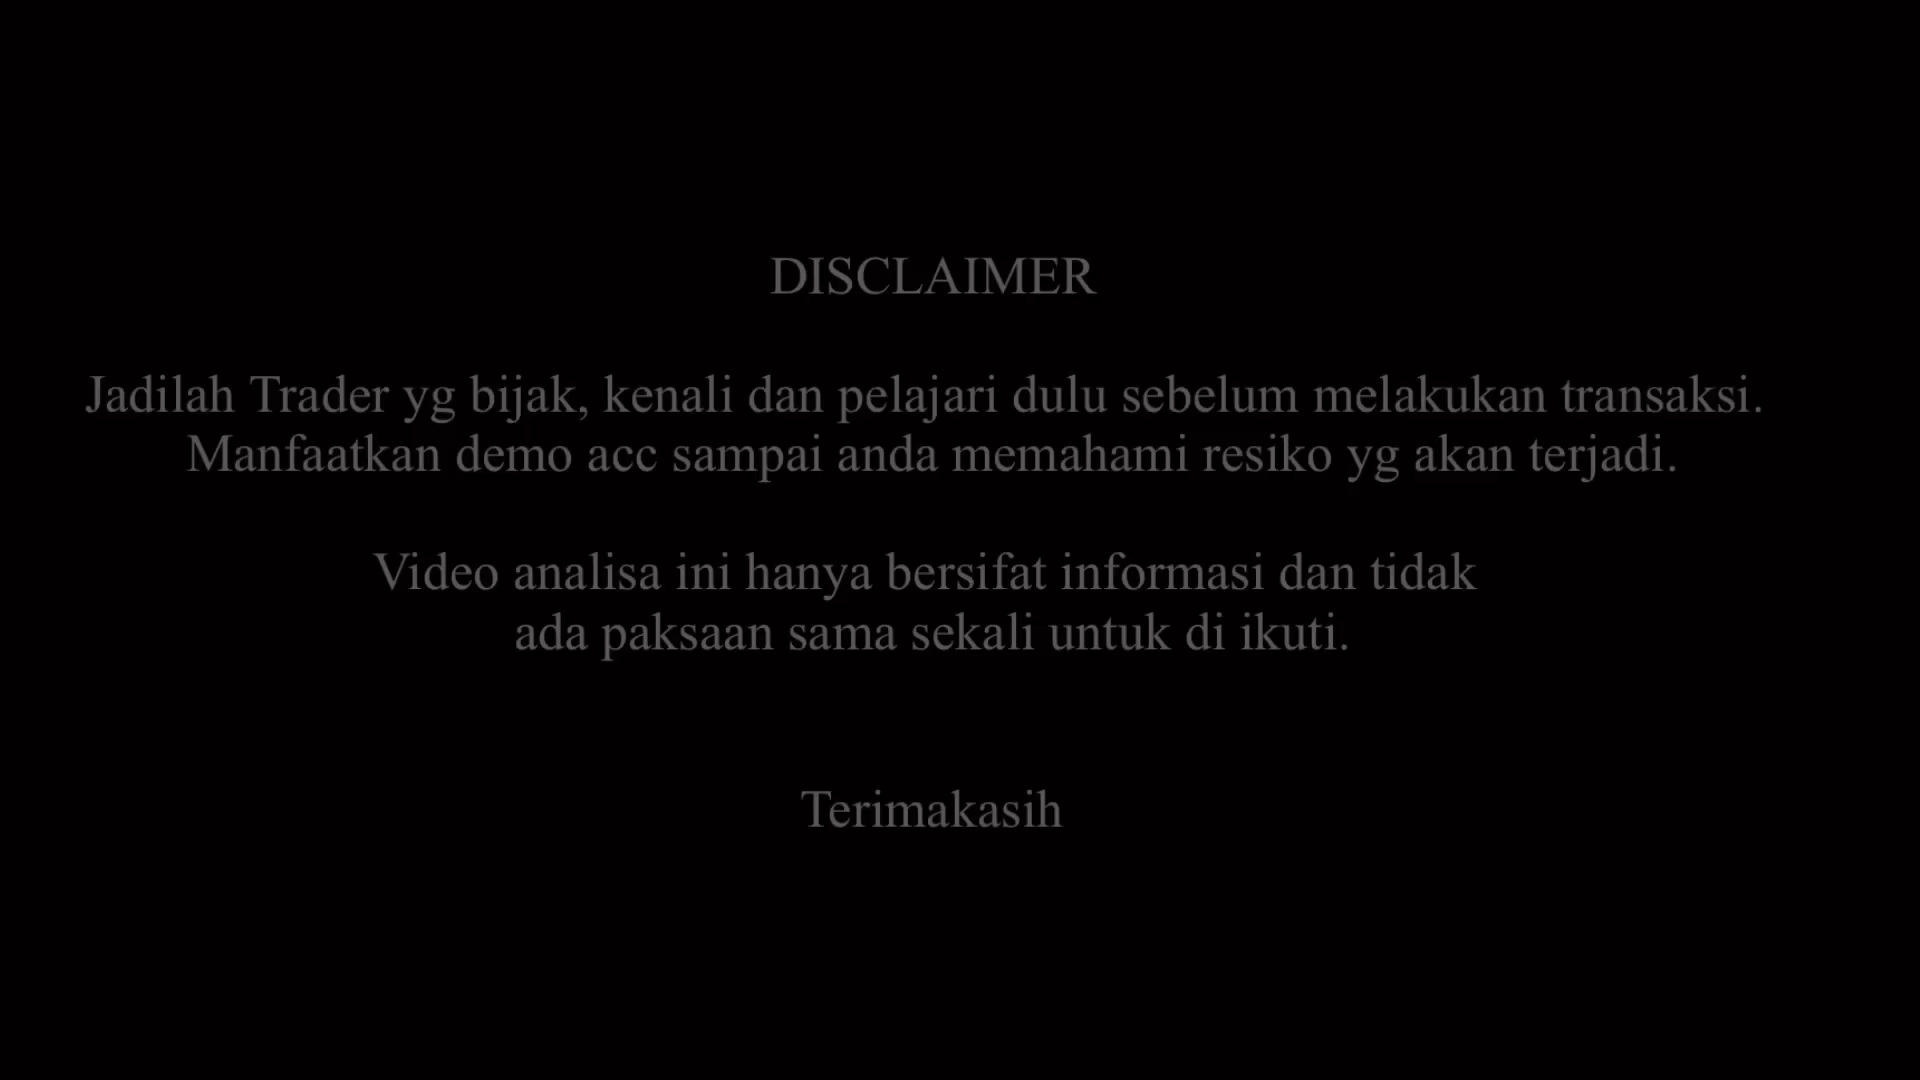 DISCLAIMER
Jadilah Trader yg bijak, kenali dan pelajari dulu sebelum melakukan transaksi.
Manfaatkan demo acc sampai anda memahami resiko yg akan terjadi.
Video analisa ini hanya bersifat informasi dan tidak
ada paksaan sama sekali untuk di ikuti.
Terimakasih